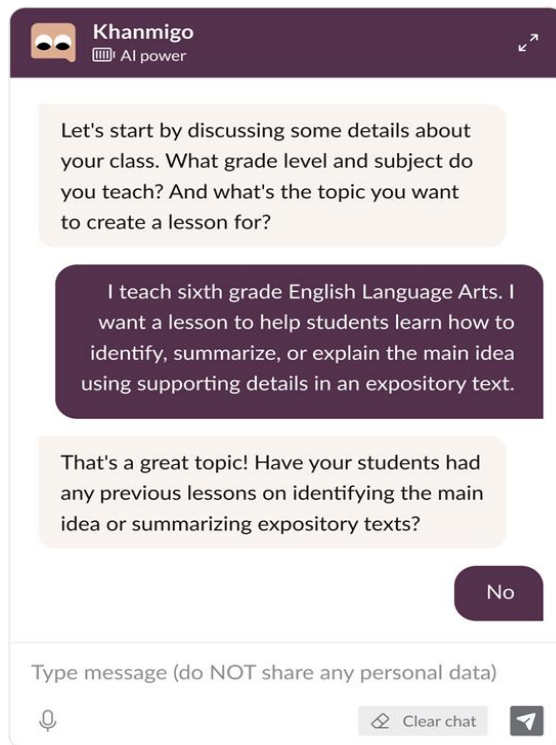 Khanmigo
AI power
Let's start by discussing some details about
your class. What grade level and subject do
you teach? And what's the topic you want
to create a lesson for?
I teach sixth grade English Language Arts. I
want a lesson to help students learn how to
identify, summarize, or explain the main idea
using supporting details in an expository text.
That's a great topic! Have your students had
any previous lessons on identifying the main
idea or summarizing expository texts?
No
Type message (do NOT share any personal data)
Clear chat